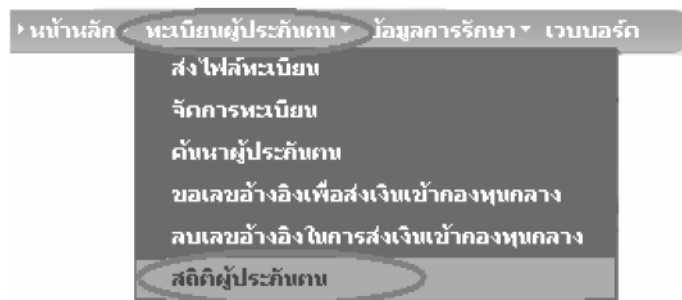 หน้าหลัก ทะเบียนผู้ประกันตน ข้อมูลการรักษา เวบบอร์ด
ส่งไฟล์ทะเบียน
จัดการทะเบียน
ค้นหาผู้ประกันตน
ขอเลขอ้างอิงเพื่อส่งเงินเข้ากองทุนกลาง
ลบเลขอ้างอิงในการส่งเงินเข้ากองทุนกลาง
สถิติผู้ประกันตน